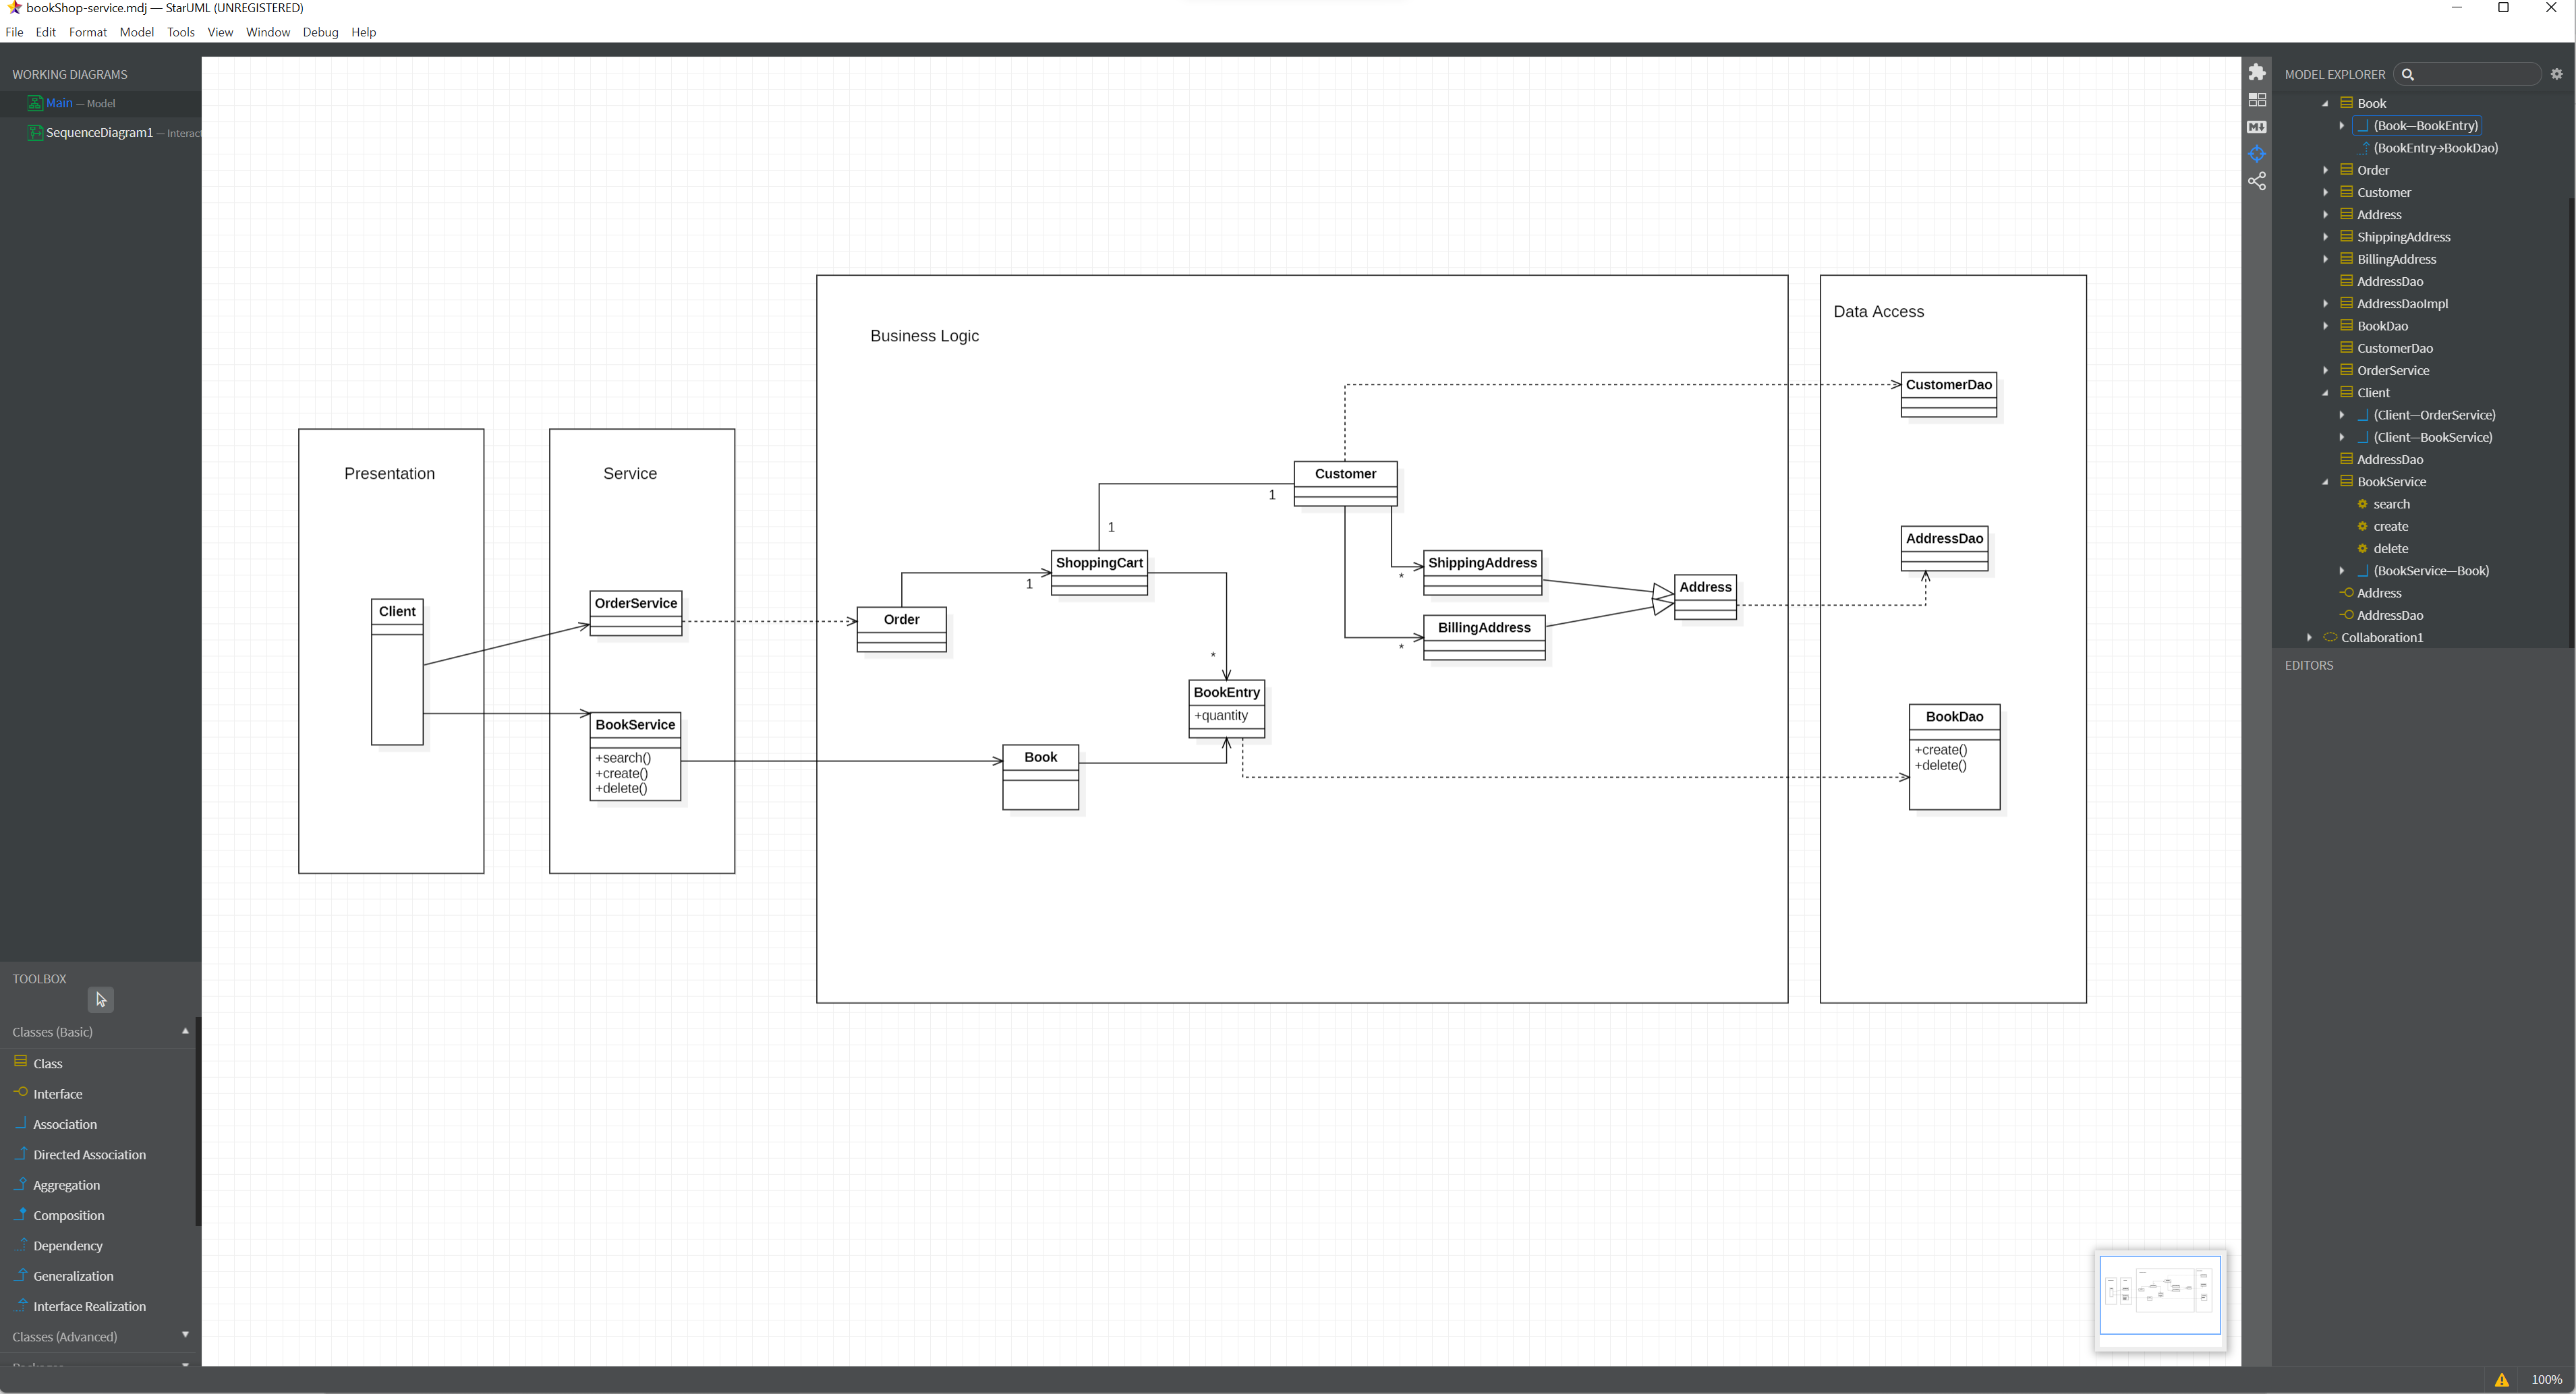 bookShop-service.mdj — StarUML (UNREGISTERED)
File Edit Format Model Tools View Window Debug Help
WORKING DIAGRAMS
Main — Model
SequenceDiagram1 — Interact
TOOLBOX
Classes (Basic)
Class
Interface
Association
Directed Association
Aggregation
Composition
Dependency
Generalization
Interface Realization
Classes (Advanced)
Presentation
Client
Service
OrderService
BookService
+search()
+create()
+delete()
Business Logic
Customer
1
1
ShoppingCart
1
Order
ShippingAddress
*
Address
BillingAddress
*
*
BookEntry
+quantity
Book
Data Access
CustomerDao
AddressDao
BookDao
+create()
+delete()
MODEL EXPLORER
Book
(Book—BookEntry)
(BookEntry→BookDao)
Order
Customer
Address
ShippingAddress
BillingAddress
AddressDao
AddressDaoImpl
BookDao
CustomerDao
OrderService
Client
(Client—OrderService)
(Client—BookService)
AddressDao
BookService
search
create
delete
(BookService—Book)
Address
AddressDao
Collaboration1
EDITORS
100%